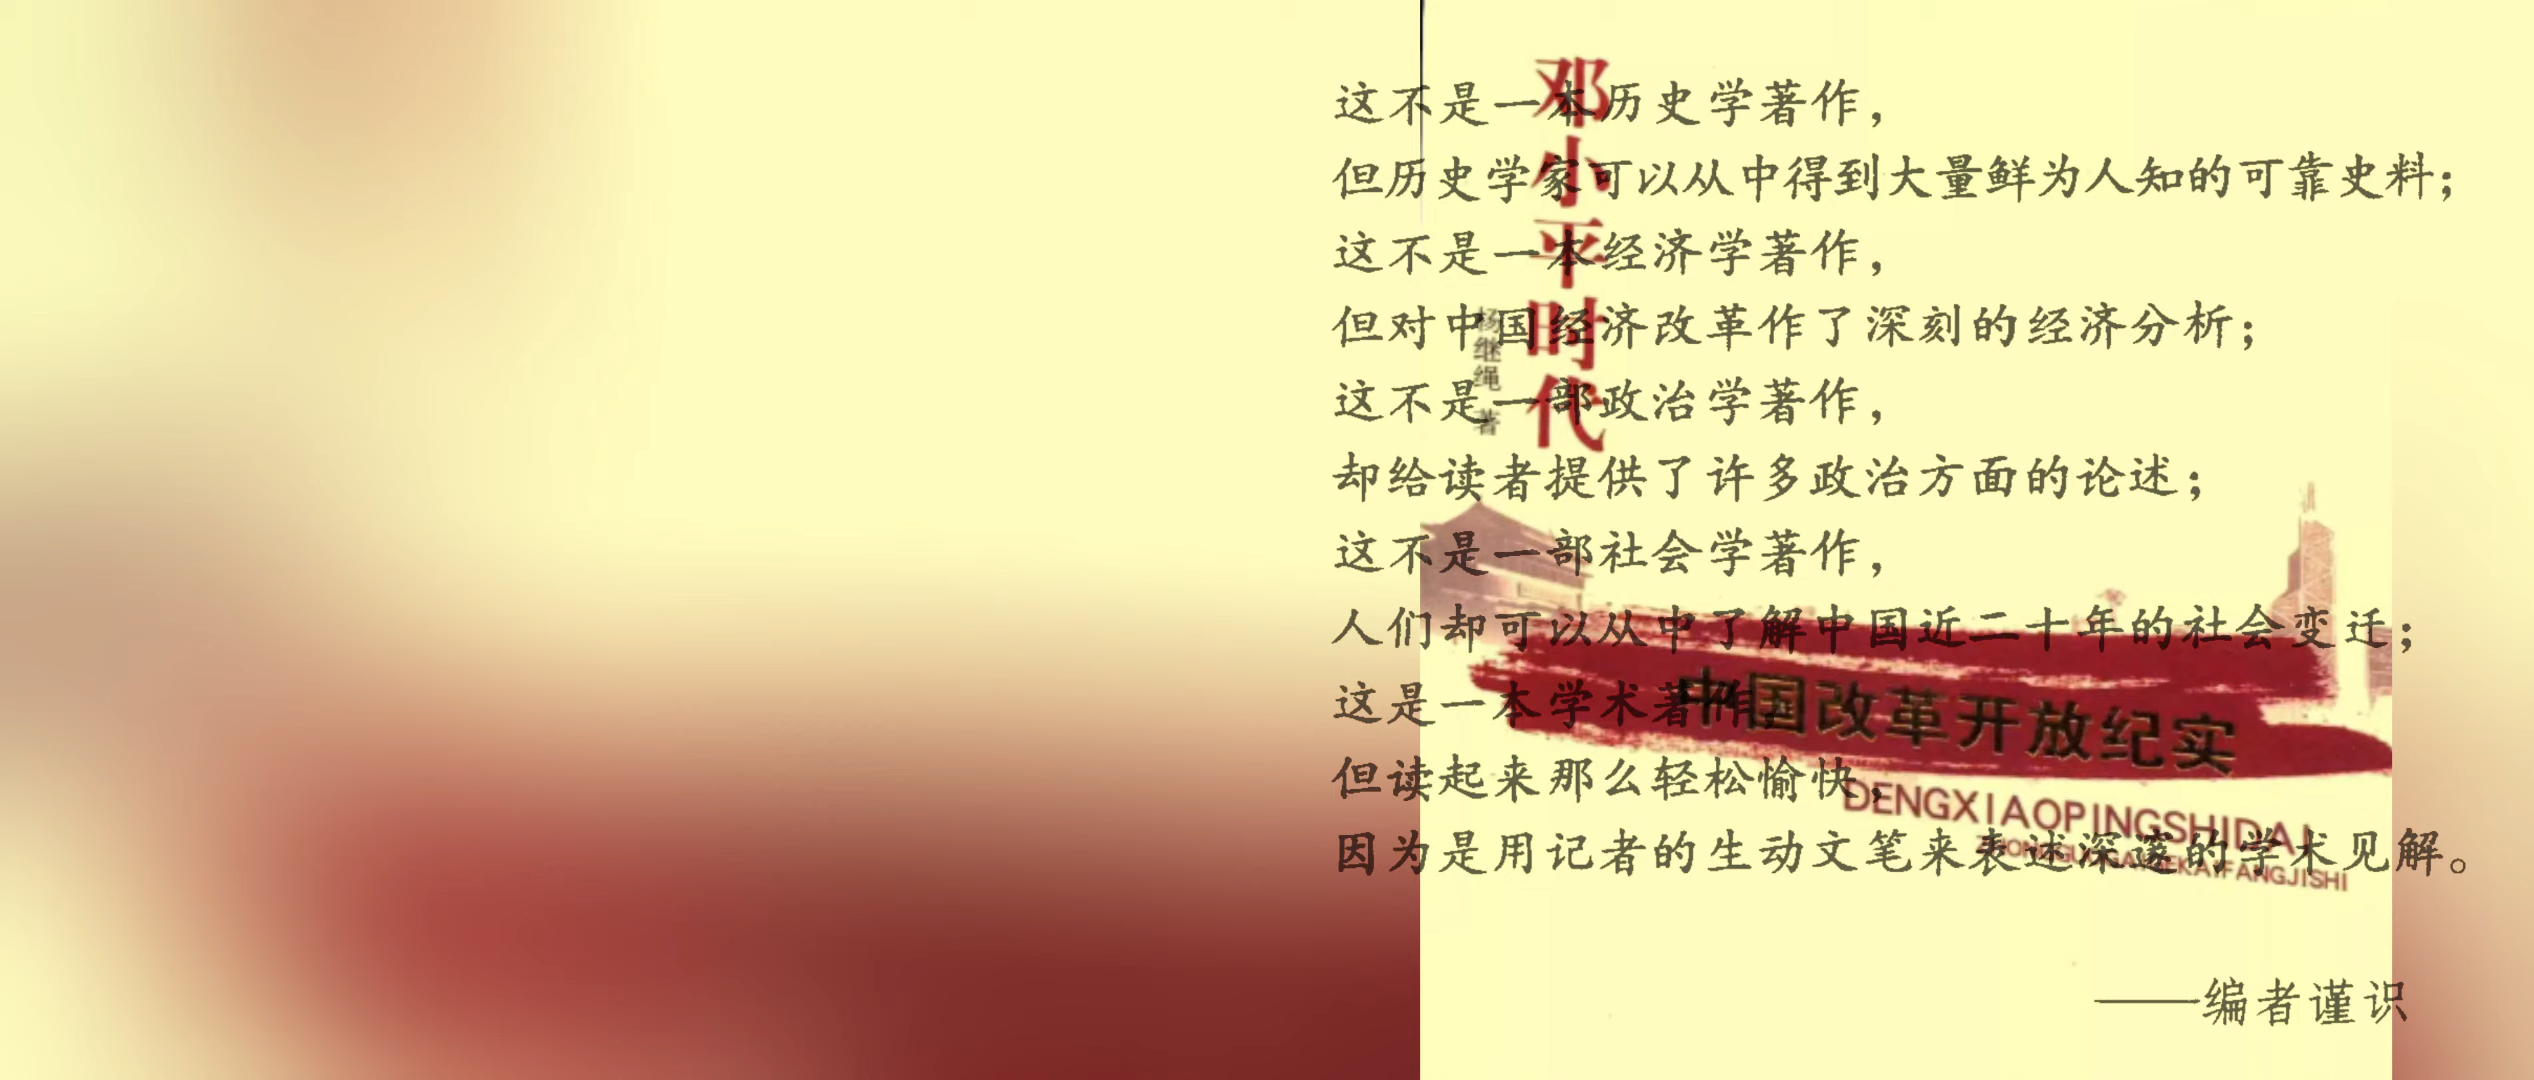 这不是一本历史学著作，
但历史学家可以从中得到大量鲜为人知的可靠史料；
这不是一本经济学著作，
但对中国经济改革作了深刻的经济分析；
这不是一部政治学著作，
却给读者提供了许多政治方面的论述；
这不是一部社会学著作，
人们却可以从中了解中国近二十年的社会变迁；
这是一本学术著作，
但读起来那么轻松愉快，
因为是用记者的生动文笔来表述深邃的学术见解。
——编者谨识
邓小平时代
杨继绳 著
中国改革开放纪实
DENGXIAOPINGSHIDAI